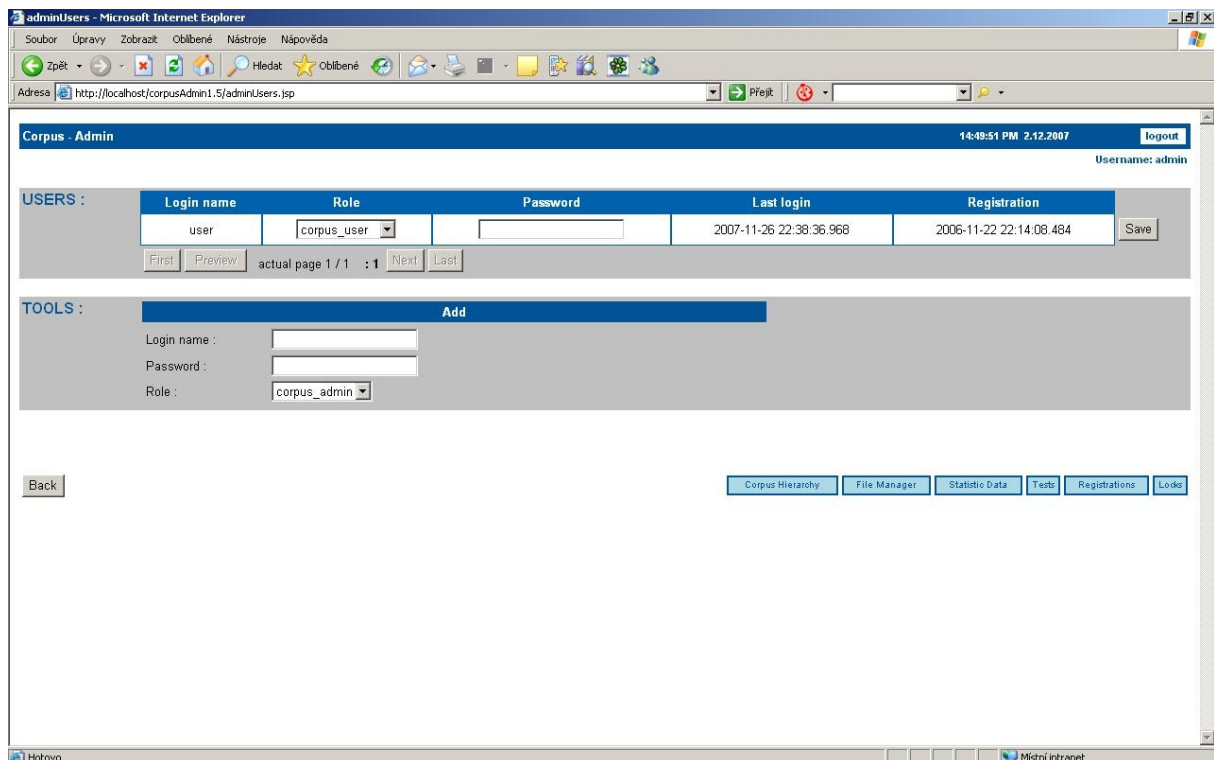 adminUsers - Microsoft Internet Explorer
Soubor Úpravy Zobrazit Oblíbené Nástroje Nápověda
Zpět Hledat Oblíbené
Adresa http://localhost/corpusAdmin1.5/adminUsers.jsp Přejít
Corpus - Admin 14:49:51 PM 2.12.2007 logout
Username: admin
USERS : Login name Role Password Last login Registration
user corpus_user 2007-11-26 22:38:36.968 2006-11-22 22:14:08.484 Save
First Preview actual page 1 / 1 : 1 Next Last
TOOLS : Add
Login name :
Password :
Role : corpus_admin
Back Corpus Hierarchy File Manager Statistic Data Tests Registrations Locks
Hotovo Místní intranet